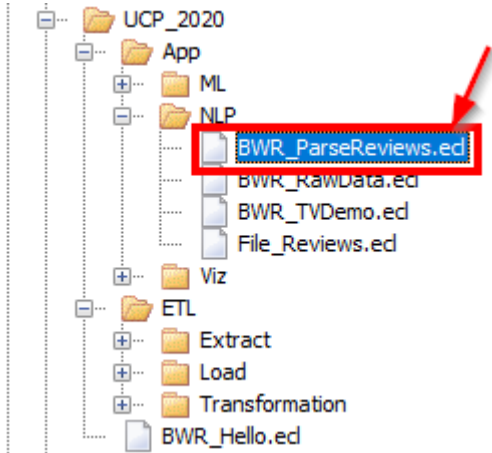 UCP_2020
App
ML
NLP
BWR_ParseReviews.ecl
BWR_RawData.ecl
BWR_TVDemo.ecl
File_Reviews.ecl
Viz
ETL
Extract
Load
Transformation
BWR_Hello.ecl